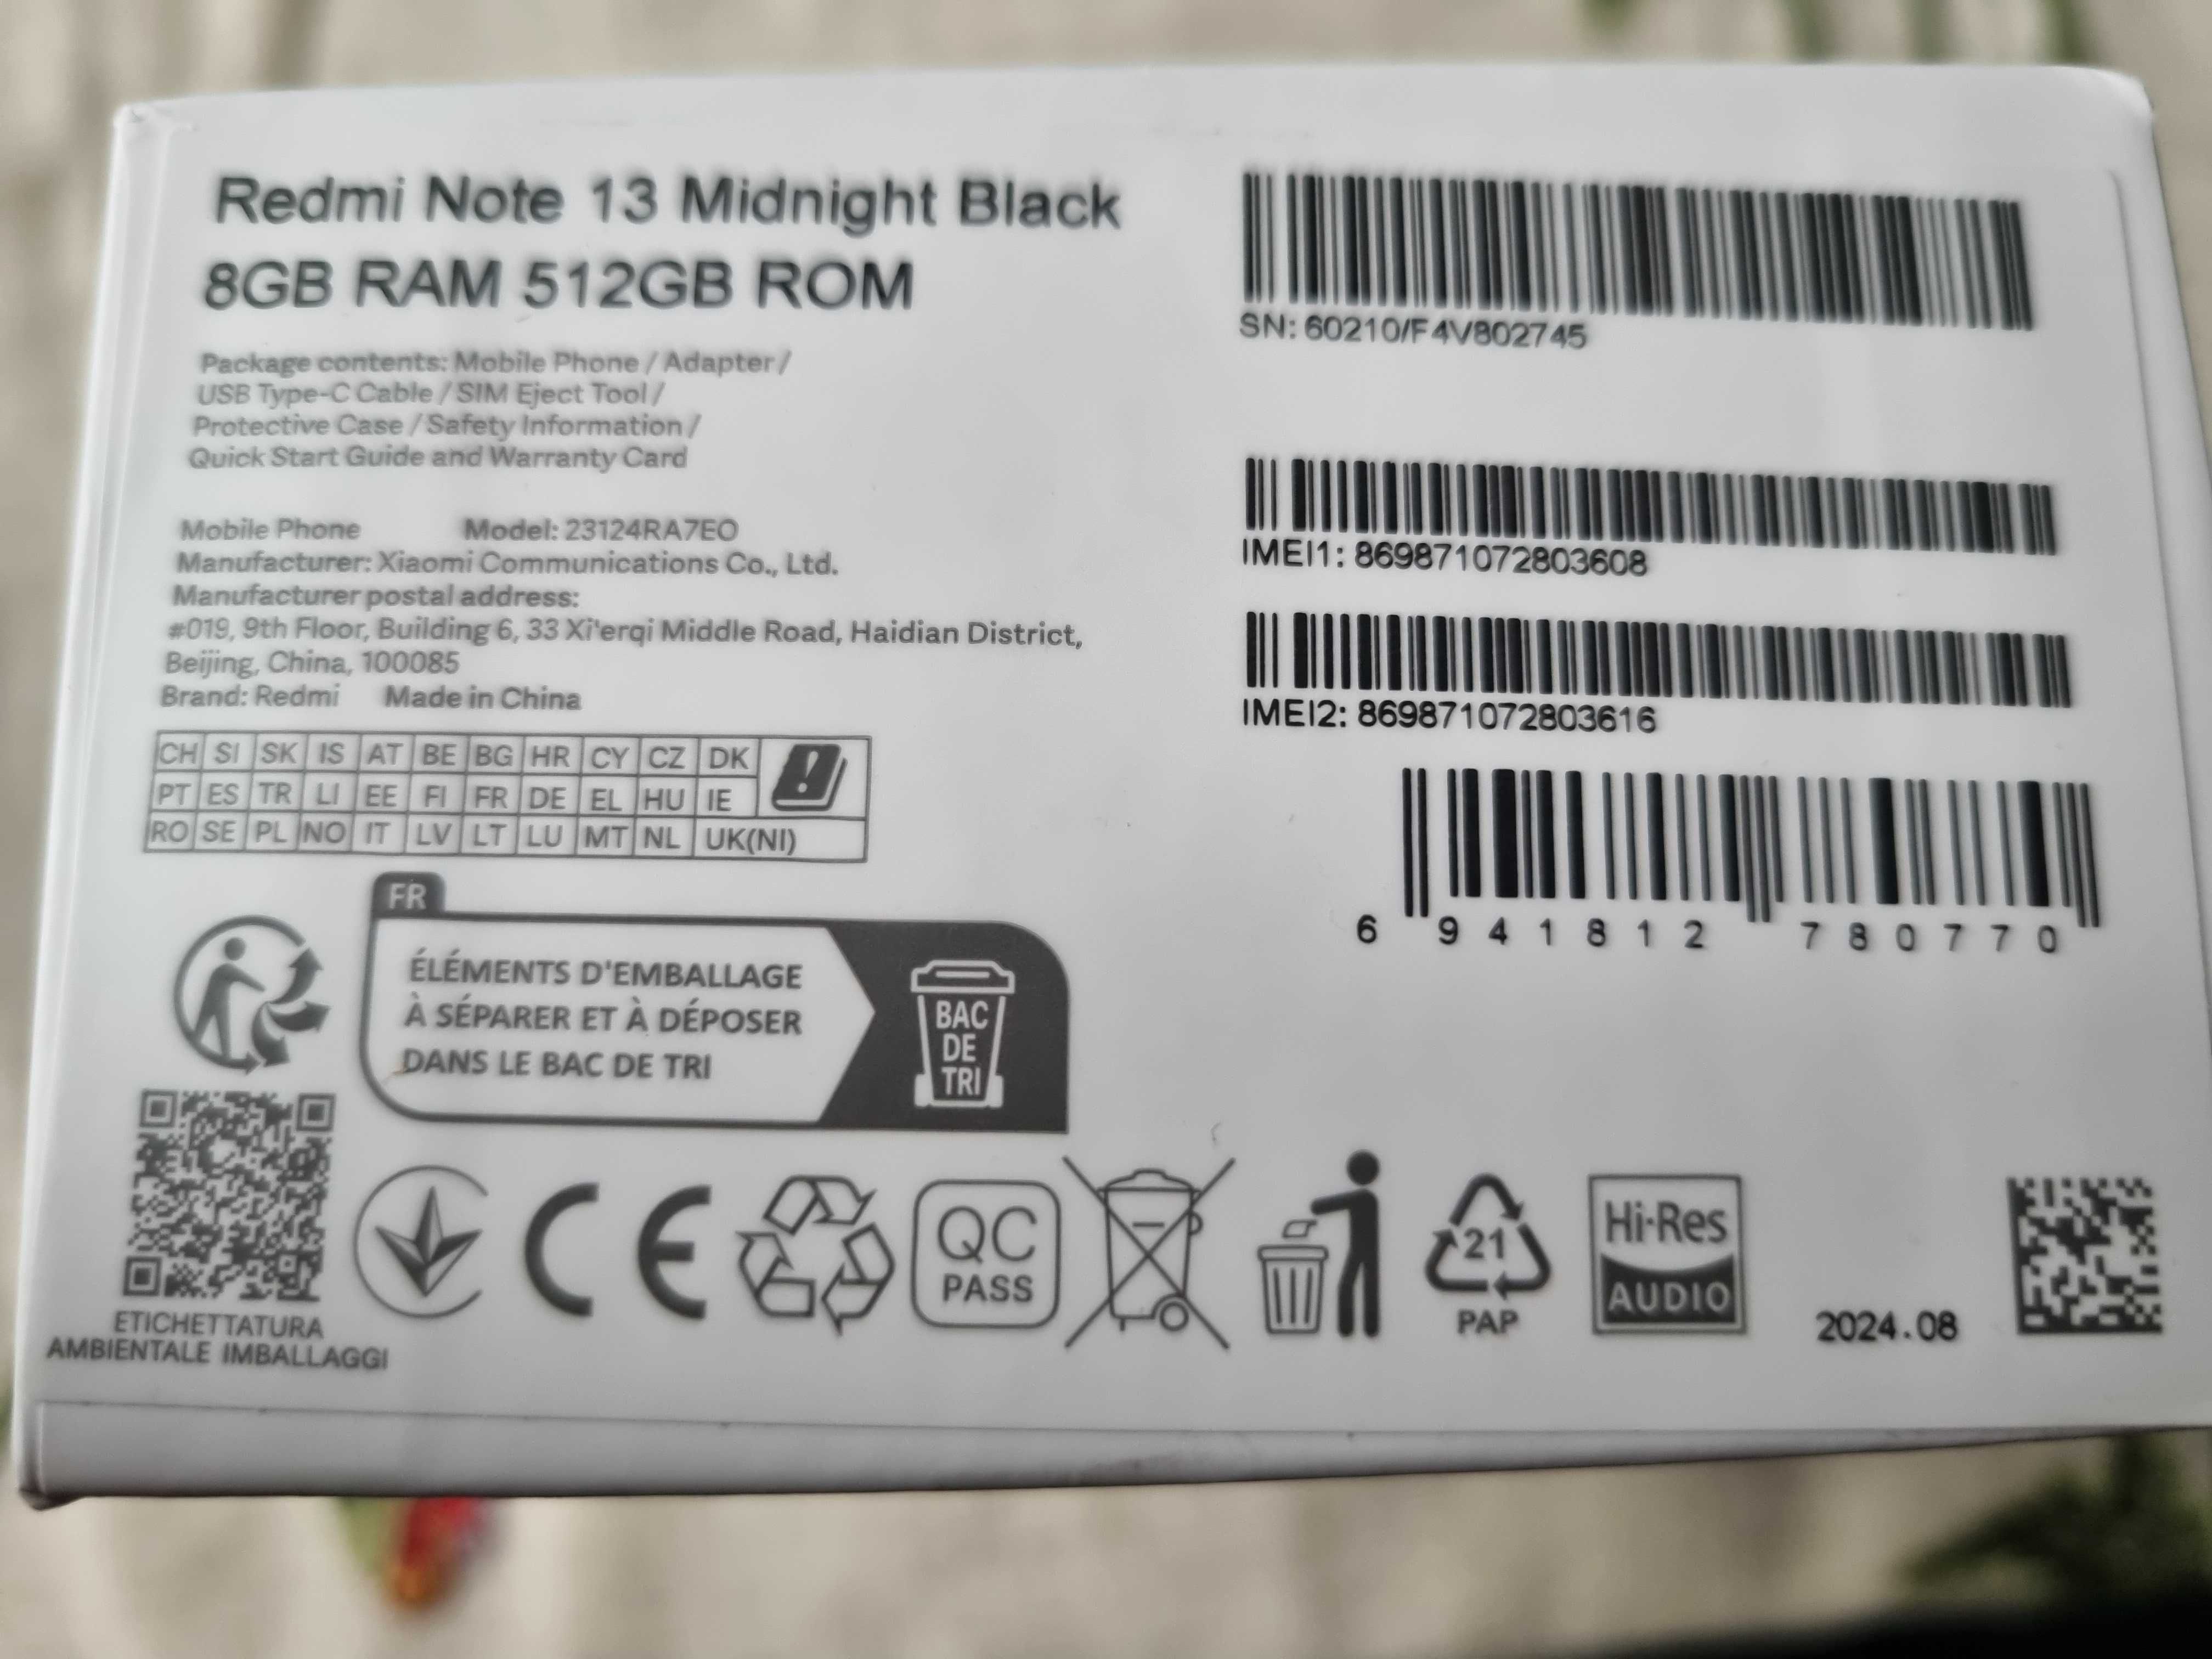 Redmi Note 13 Midnight Black
8GB RAM 512GB ROM
Package contents: Mobile Phone / Adapter /
USB Type-C Cable / SIM Eject Tool /
Protective Case / Safety Information /
Quick Start Guide and Warranty Card
Mobile Phone Model: 23124RA7EO
Manufacturer: Xiaomi Communications Co., Ltd.
Manufacturer postal address:
#019, 9th Floor, Building 6, 33 Xi'erqi Middle Road, Haidian District,
Beijing, China, 100085
Brand: Redmi Made in China
CH SI SK IS AT BE BG HR CY CZ DK
PT ES TR LI EE FI FR DE EL HU IE
RO SE PL NO IT LV LT LU MT NL UK(NI)
FR
ÉLÉMENTS D'EMBALLAGE
À SÉPARER ET À DÉPOSER
DANS LE BAC DE TRI
BAC
DE
TRI
ETICHETTATURA
AMBIENTALE IMBALLAGGI
CE
QC
PASS
21
PAP
Hi-Res
AUDIO
2024.08
SN: 60210/F4V802745
IMEI1: 869871072803608
IMEI2: 869871072803616
6 941812 780770